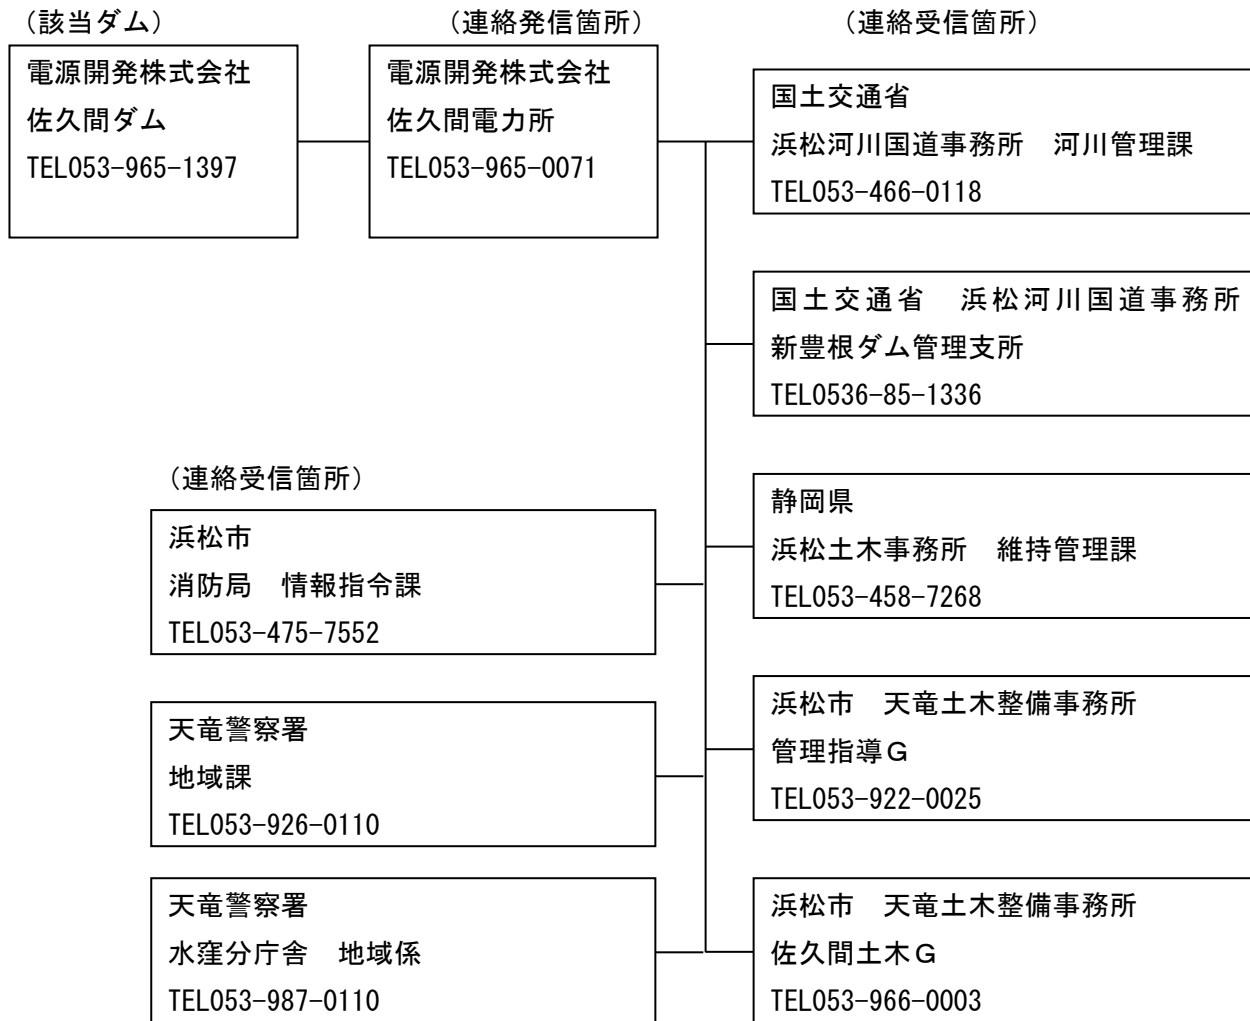 （該当ダム）
電源開発株式会社
佐久間ダム
TEL053-965-1397
（連絡発信箇所）
電源開発株式会社
佐久間電力所
TEL053-965-0071
（連絡受信箇所）
国土交通省
浜松河川国道事務所　河川管理課
TEL053-466-0118
国土交通省　浜松河川国道事務所
新豊根ダム管理支所
TEL0536-85-1336
静岡県
浜松土木事務所　維持管理課
TEL053-458-7268
浜松市　天竜土木整備事務所
管理指導Ｇ
TEL053-922-0025
浜松市　天竜土木整備事務所
佐久間土木Ｇ
TEL053-966-0003
（連絡受信箇所）
浜松市
消防局　情報指令課
TEL053-475-7552
天竜警察署
地域課
TEL053-926-0110
天竜警察署
水窪分庁舎　地域係
TEL053-987-0110